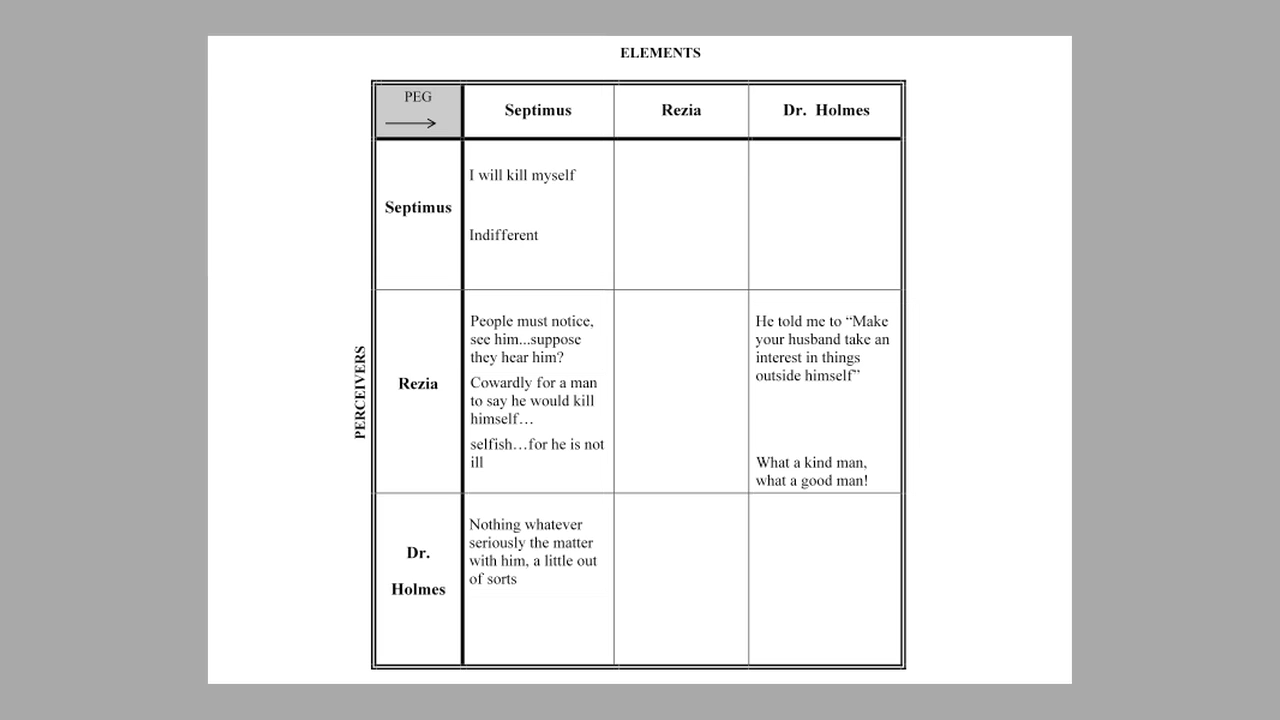 ELEMENTS
PEG
Septimus
Rezia
Dr. Holmes
PERCEIVERS
Septimus
I will kill myself
Indifferent
Rezia
People must notice,
see him...suppose
they hear him?
Cowardly for a man
to say he would kill
himself…
selfish…for he is not
ill
He told me to “Make
your husband take an
interest in things
outside himself”
What a kind man,
what a good man!
Dr.
Holmes
Nothing whatever
seriously the matter
with him, a little out
of sorts